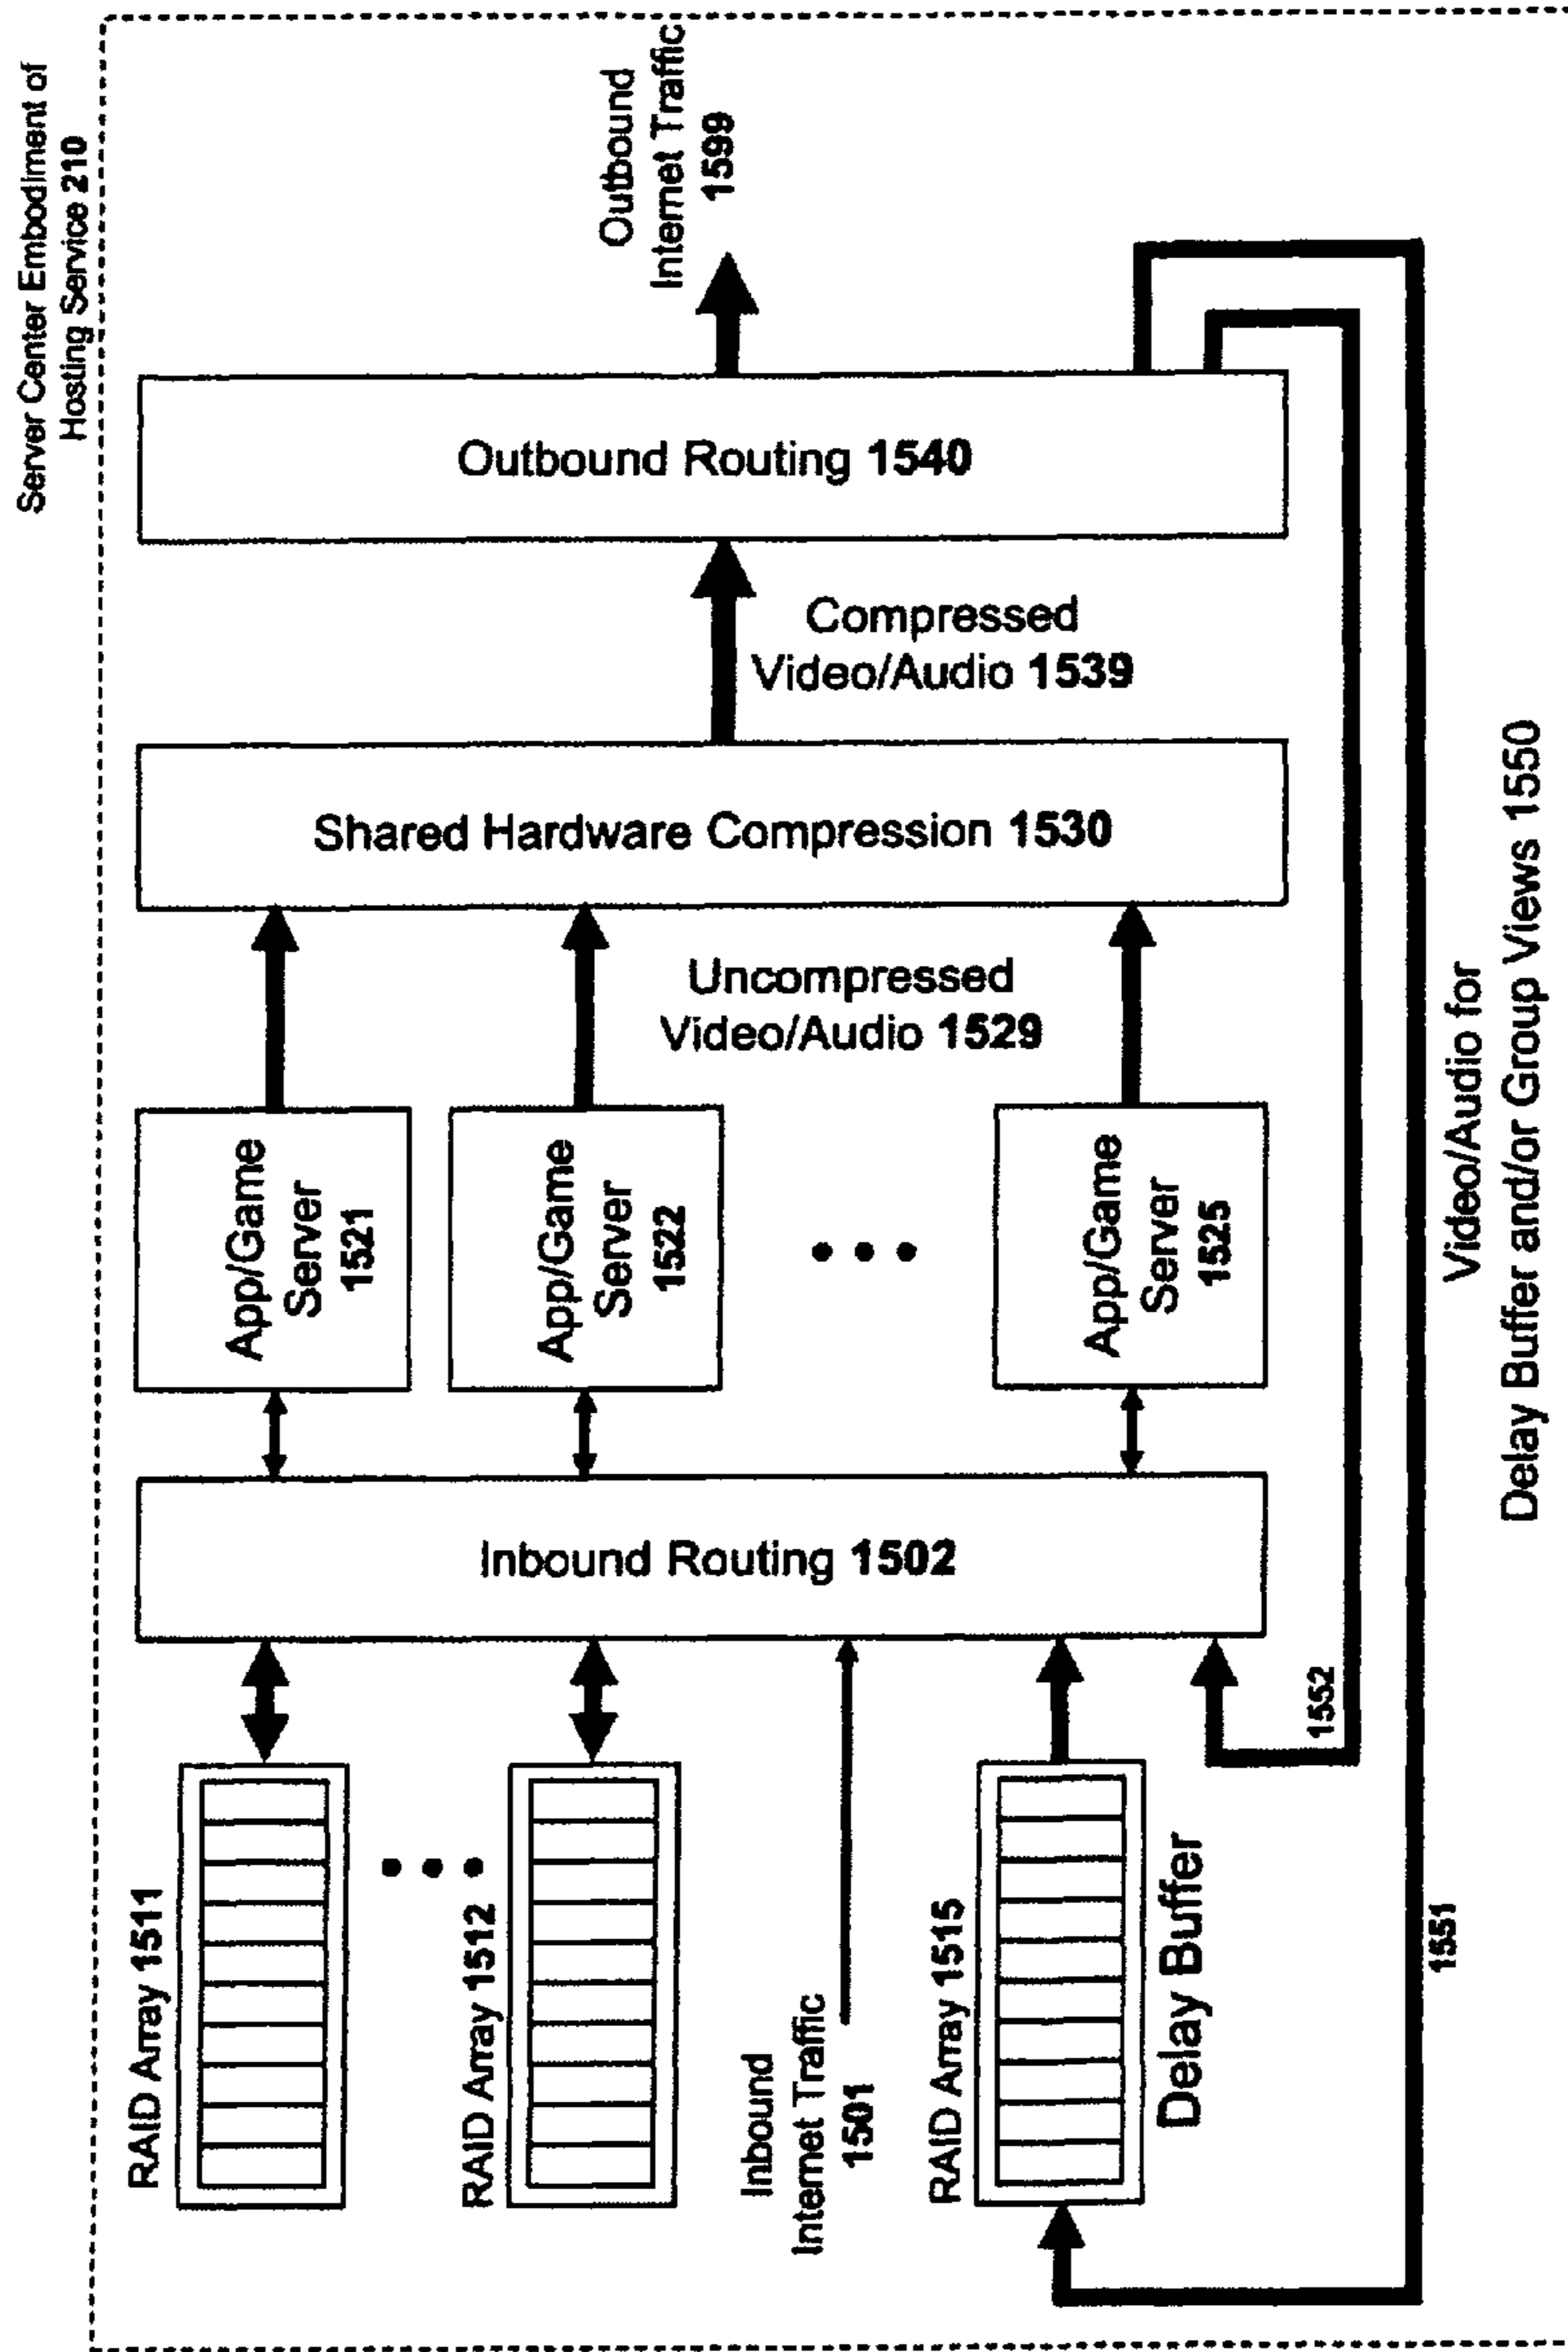 Server Center Embodiment of
Hosting Service 210
RAID Array 1511
RAID Array 1512
Inbound
Internet Traffic
1501
RAID Array 1515
Delay Buffer
Inbound Routing 1502
App/Game
Server
1521
App/Game
Server
1522
App/Game
Server
1525
Uncompressed
Video/Audio 1529
Shared Hardware Compression 1530
Compressed
Video/Audio 1539
Outbound Routing 1540
Outbound
Internet Traffic
1599
1552
1551
Video/Audio for
Delay Buffer and/or Group Views 1550